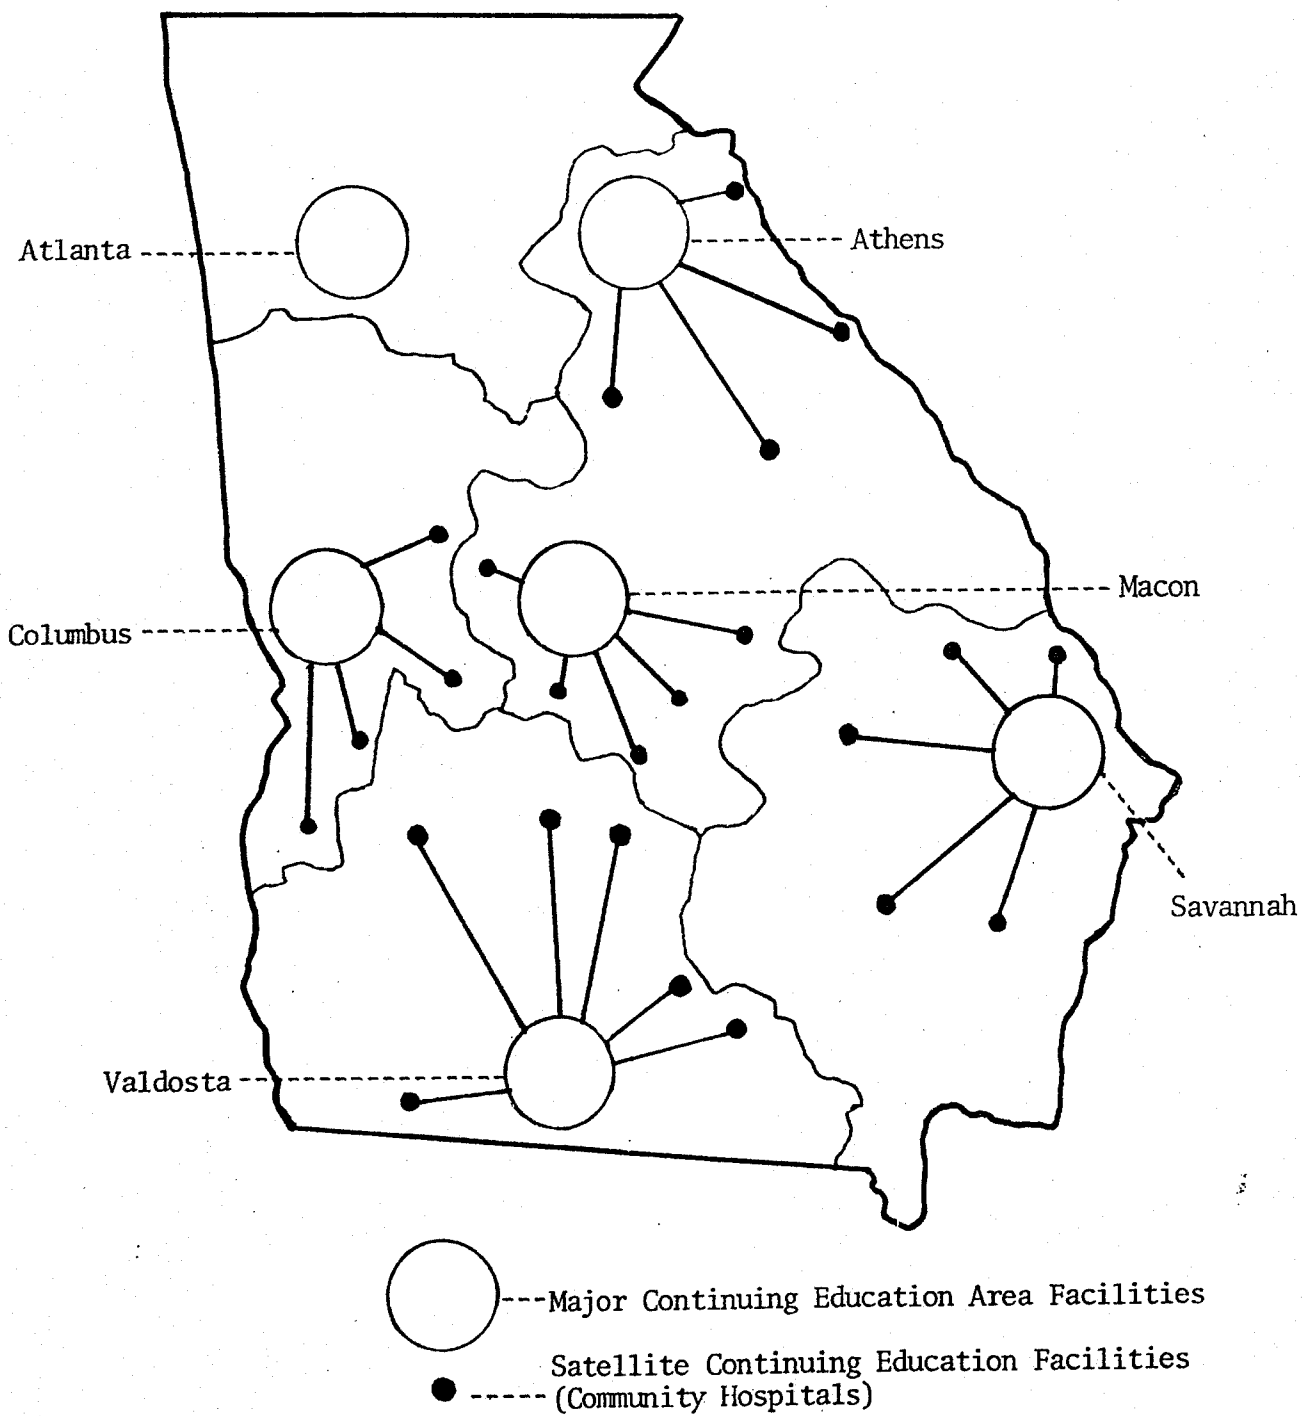 Atlanta
Athens
Macon
Columbus
Savannah
Valdosta
Major Continuing Education Area Facilities
Satellite Continuing Education Facilities
(Community Hospitals)